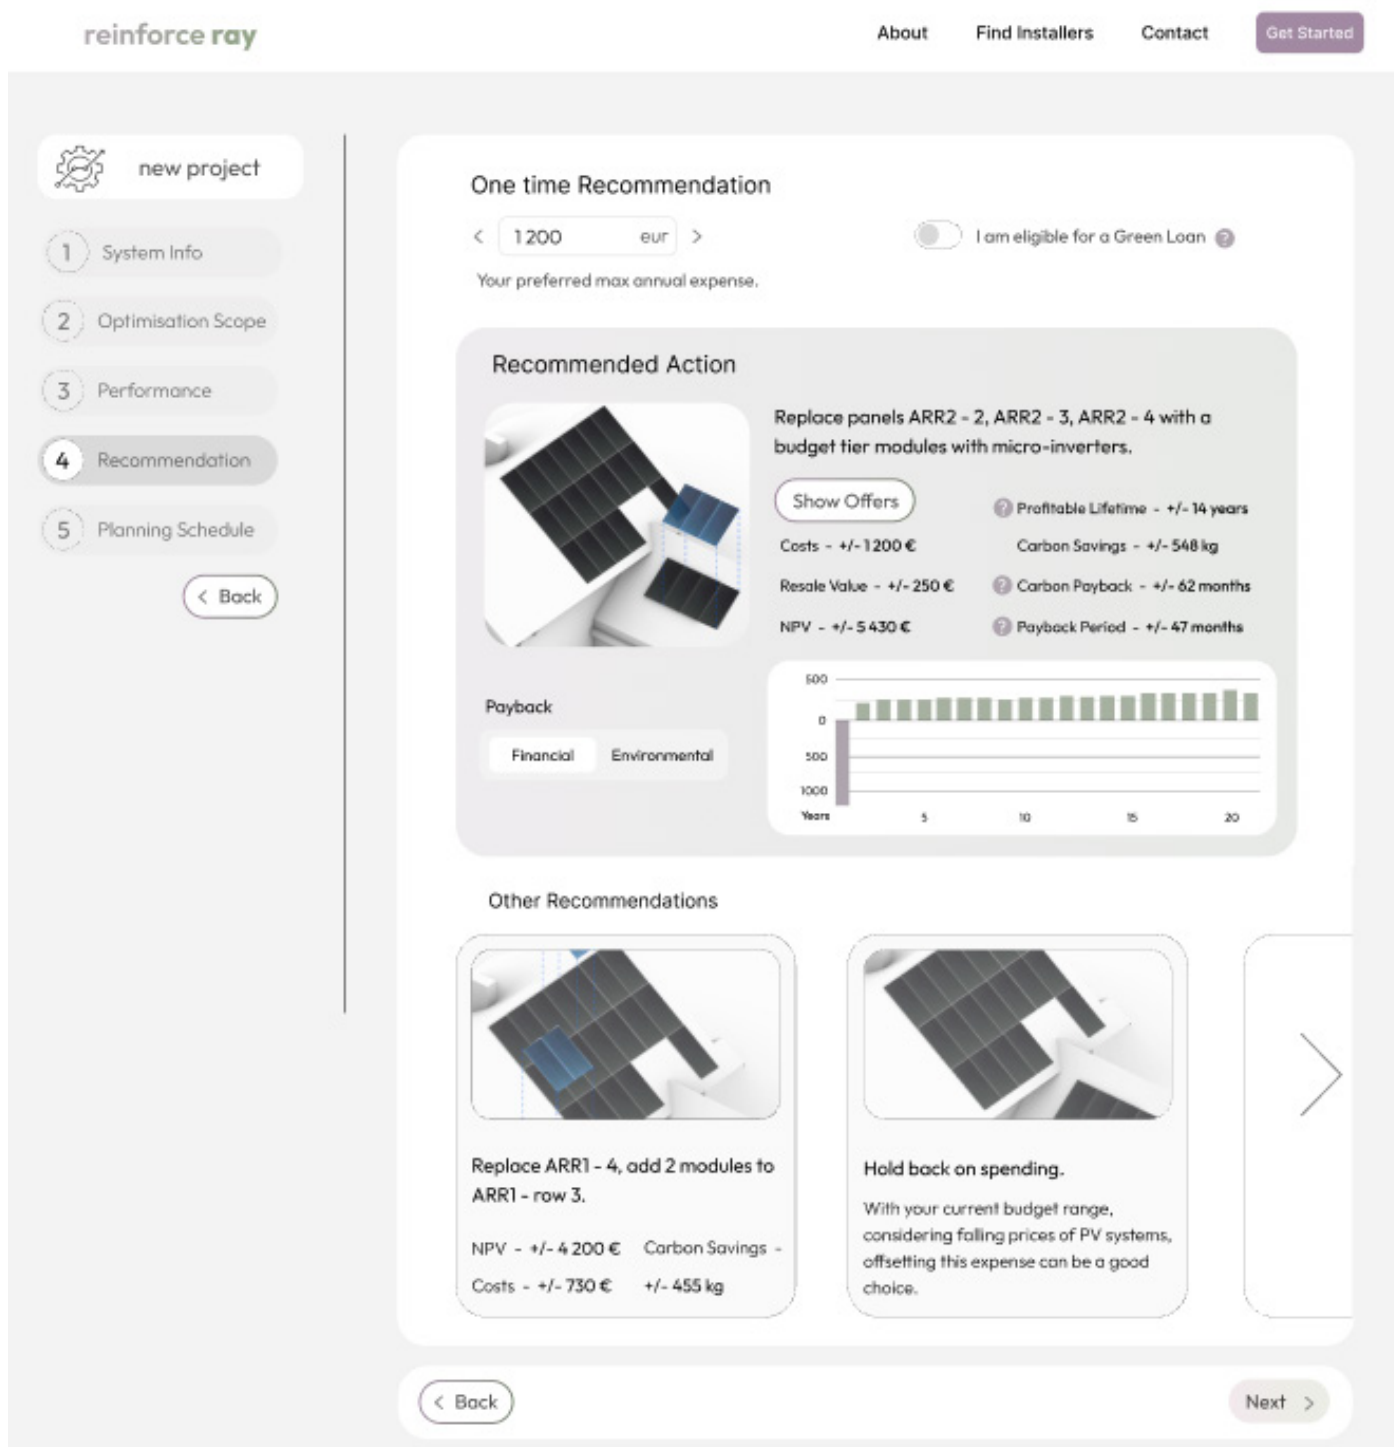 reinforce ray
About
Find Installers
Contact
Get Started
new project
1 System Info
2 Optimisation Scope
3 Performance
4 Recommendation
5 Planning Schedule
< Back
One time Recommendation
< 1 200 eur >
I am eligible for a Green Loan ?
Your preferred max annual expense.
Recommended Action
Replace panels ARR2 - 2, ARR2 - 3, ARR2 - 4 with a
budget tier modules with micro-inverters.
Show Offers
? Profitable Lifetime - +/- 14 years
Costs - +/- 1 200 €
Carbon Savings - +/- 548 kg
Resale Value - +/- 250 €
? Carbon Payback - +/- 62 months
NPV - +/- 5 430 €
? Payback Period - +/- 47 months
Payback
Financial
Environmental
500
0
500
1000
Years 5 10 15 20
Other Recommendations
Replace ARR1 - 4, add 2 modules to
ARR1 - row 3.
NPV - +/- 4 200 €
Carbon Savings -
Costs - +/- 730 €
+/- 455 kg
Hold back on spending.
With your current budget range,
considering falling prices of PV systems,
offsetting this expense can be a good
choice.
< Back
Next >